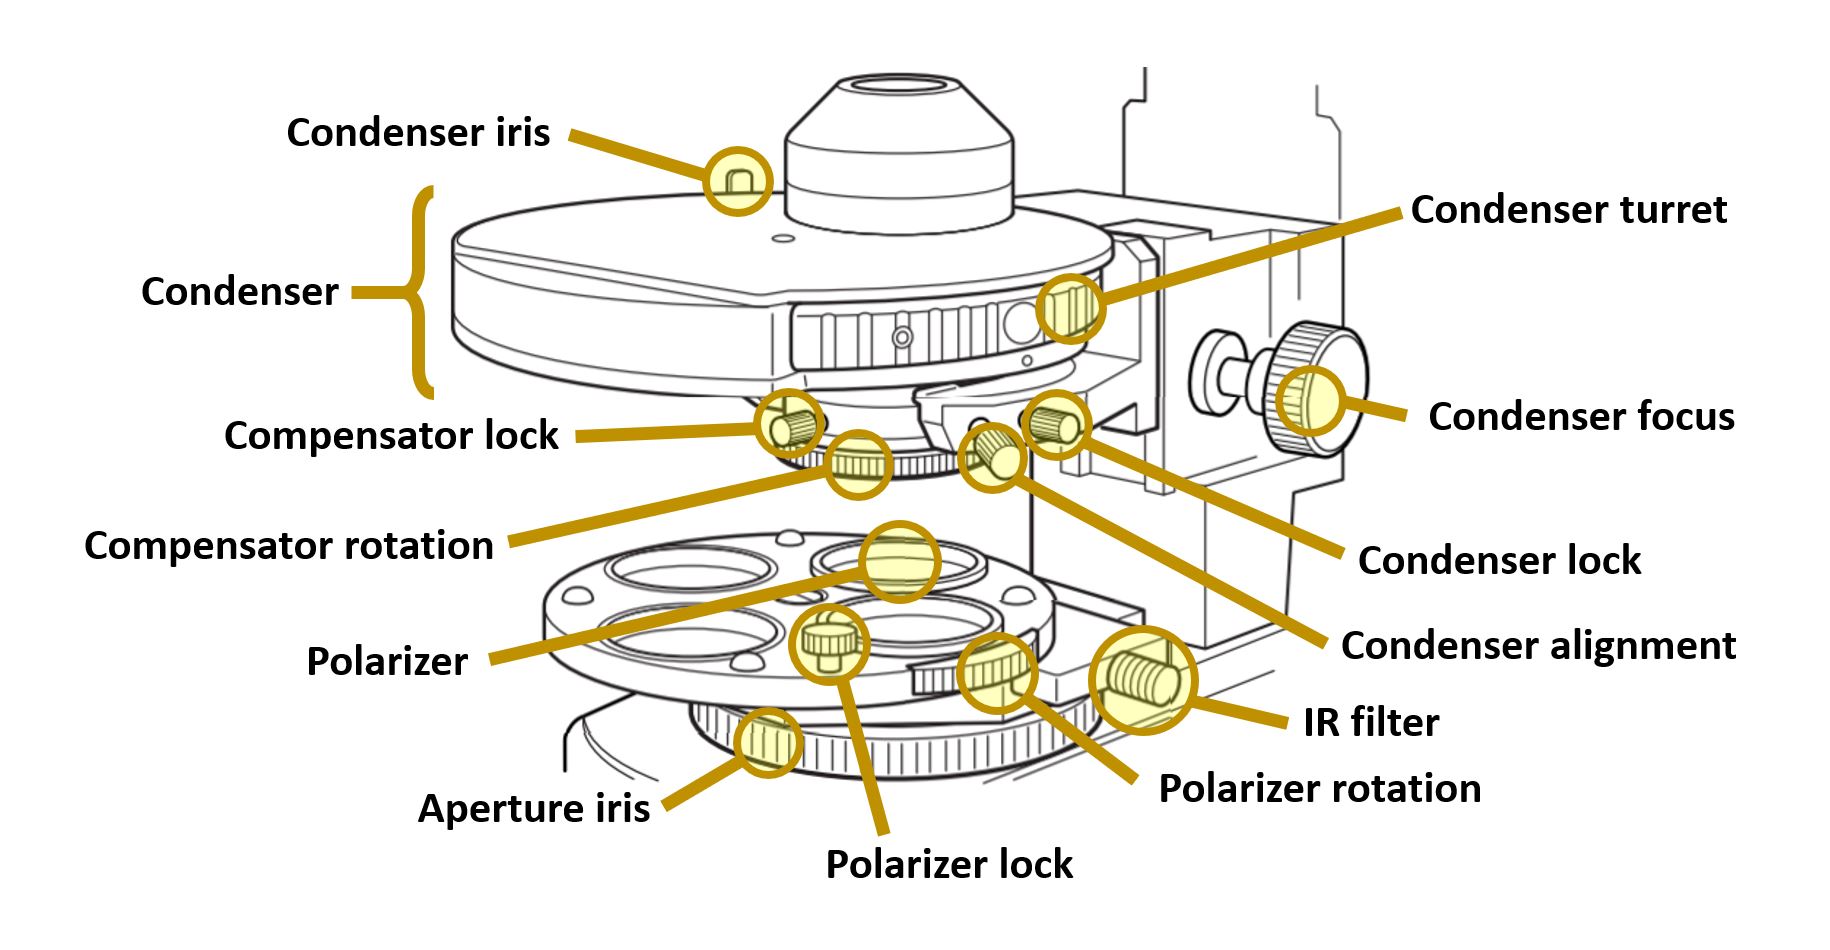 Condenser iris
Condenser turret
Condenser
Condenser focus
Compensator lock
Compensator rotation
Condenser lock
Condenser alignment
Polarizer
IR filter
Polarizer rotation
Aperture iris
Polarizer lock